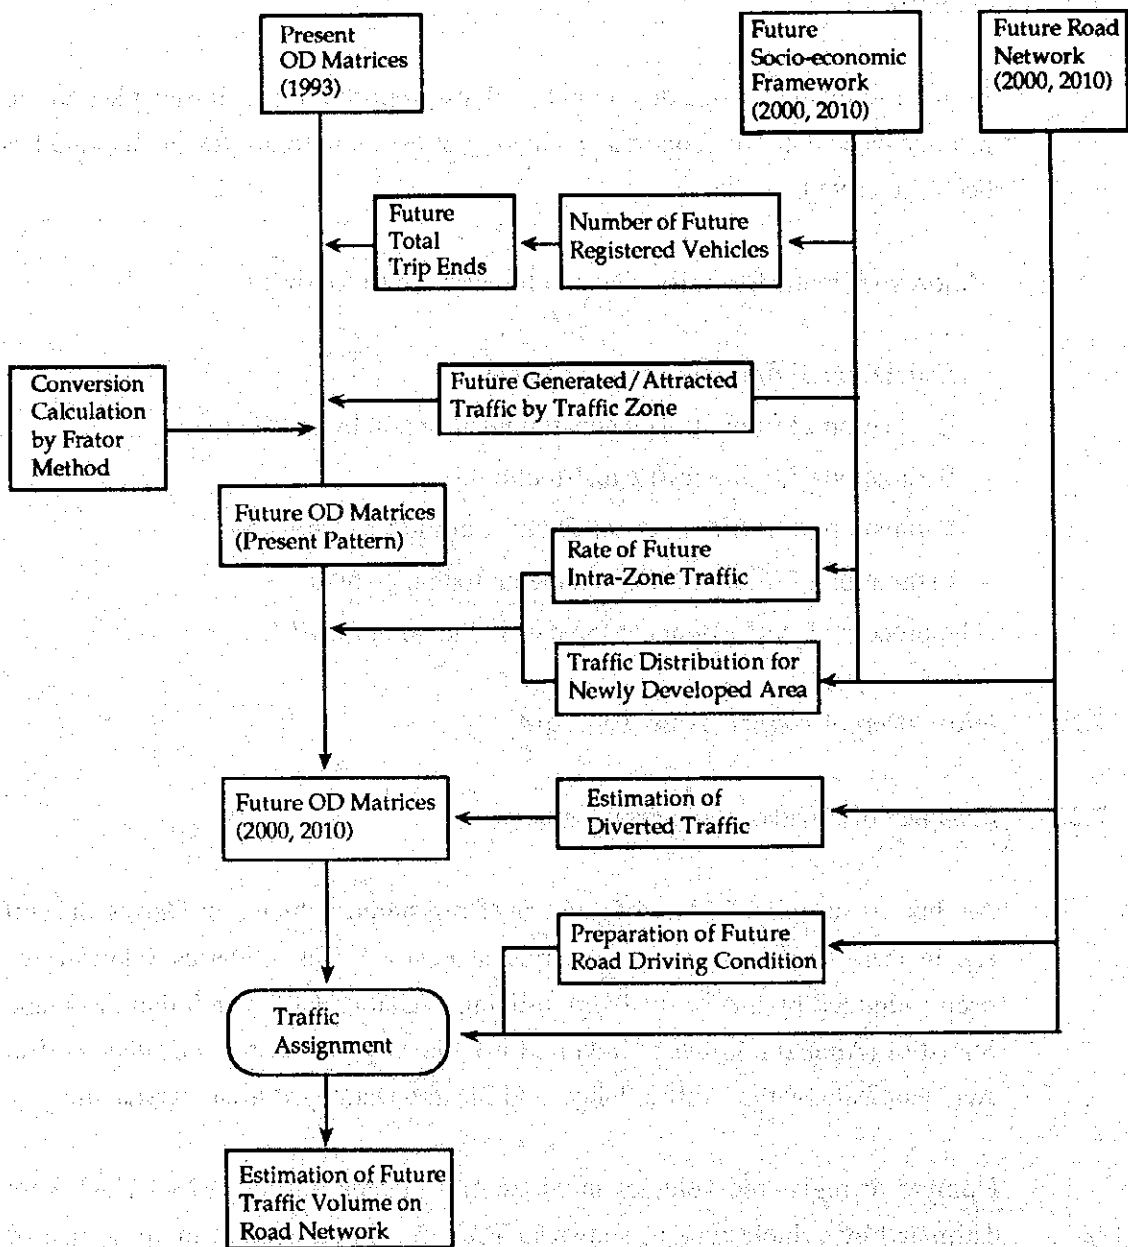 Present
OD Matrices
(1993)
Future
Socio-economic
Framework
(2000, 2010)
Future Road
Network
(2000, 2010)
Future
Total
Trip Ends
Number of Future
Registered Vehicles
Conversion
Calculation
by Frator
Method
Future Generated/Attracted
Traffic by Traffic Zone
Future OD Matrices
(Present Pattern)
Rate of Future
Intra-Zone Traffic
Traffic Distribution for
Newly Developed Area
Future OD Matrices
(2000, 2010)
Estimation of
Diverted Traffic
Preparation of Future
Road Driving Condition
Traffic
Assignment
Estimation of Future
Traffic Volume on
Road Network